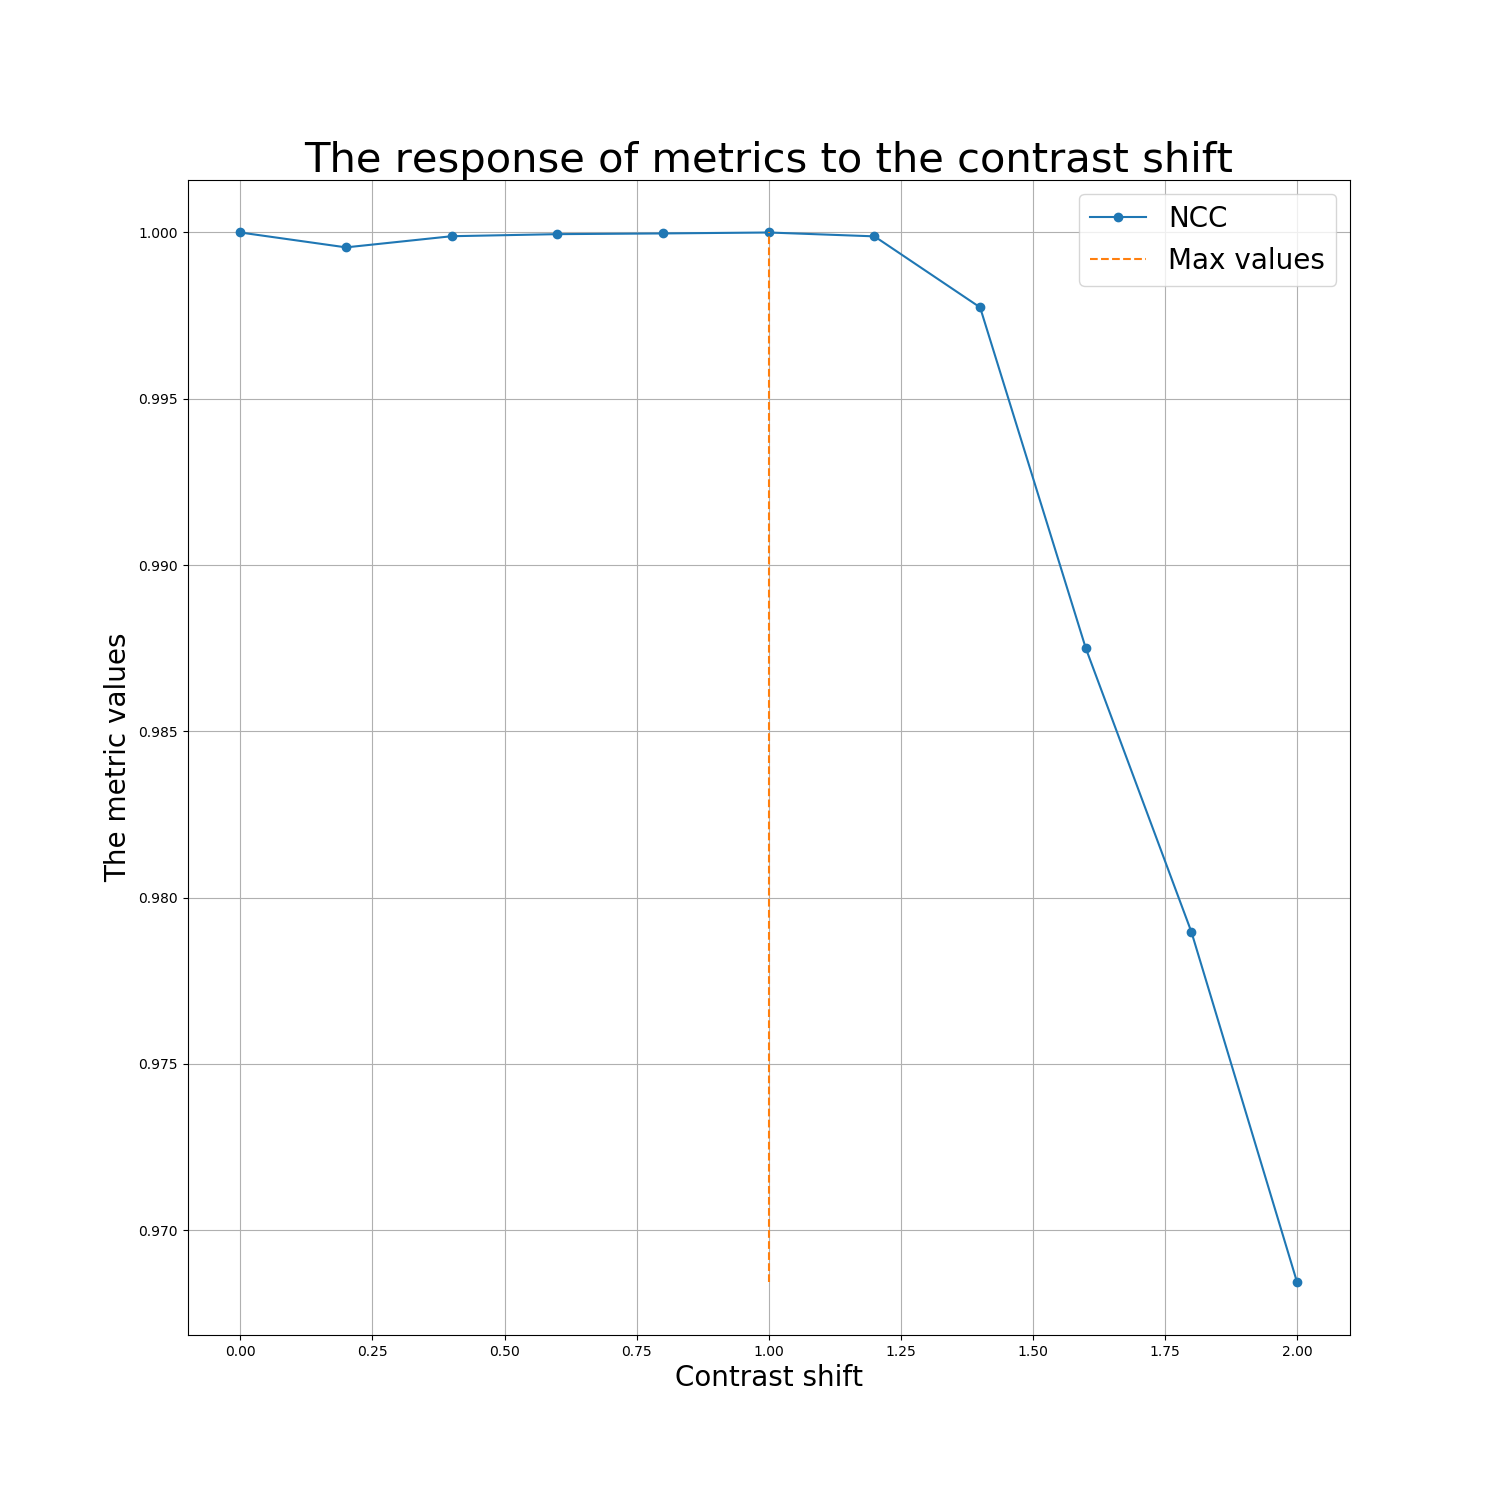 The response of metrics to the contrast shift
NCC
Max values
1.000
0.995
0.990
0.985
0.980
0.975
0.970
The metric values
0.00 0.25 0.50 0.75 1.00 1.25 1.50 1.75 2.00
Contrast shift